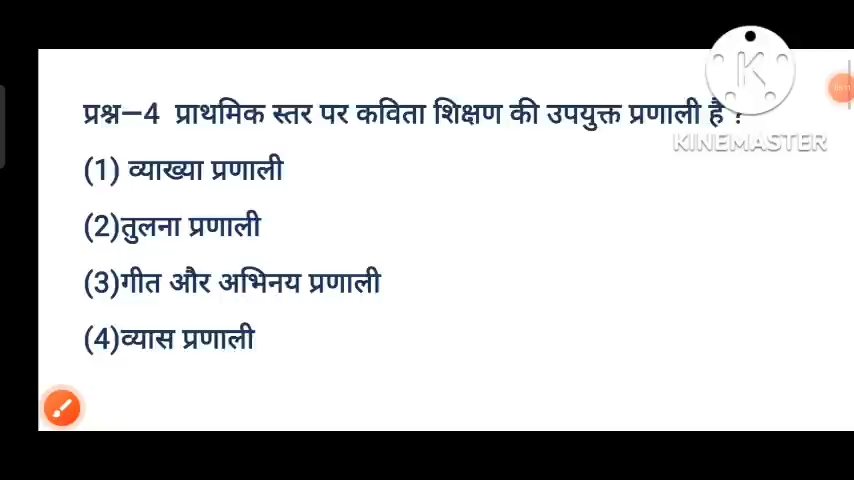 प्रश्न—4 प्राथमिक स्तर पर कविता शिक्षण की उपयुक्त प्रणाली है ?
KINEMASTER
(1) व्याख्या प्रणाली
(2)तुलना प्रणाली
(3)गीत और अभिनय प्रणाली
(4)व्यास प्रणाली